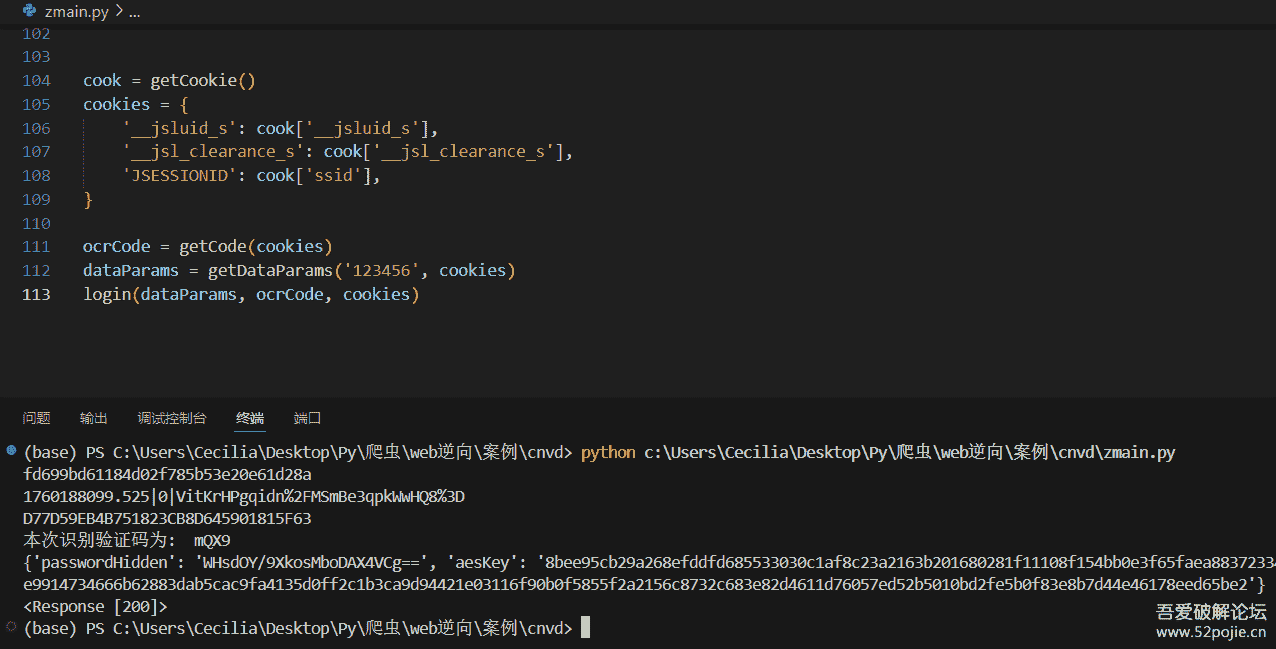 zmain.py > ...
102
103
104 cook = getCookie()
105 cookies = {
106 '__jsluid_s': cook['__jsluid_s'],
107 '__jsl_clearance_s': cook['__jsl_clearance_s'],
108 'JSESSIONID': cook['ssid'],
109 }
110
111 ocrCode = getCode(cookies)
112 dataParams = getDataParams('123456', cookies)
113 login(dataParams, ocrCode, cookies)
问题 输出 调试控制台 终端 端口
(base) PS C:\Users\Cecilia\Desktop\Py\爬虫\web逆向\案例\cnvd> python c:\Users\Cecilia\Desktop\Py\爬虫\web逆向\案例\cnvd\zmain.py
fd699bd61184d02f785b53e20e61d28a
1760188099.525|0|VitKrHPgqidn%2FMSmBe3qpkWwHQ8%3D
D77D59EB4B751823CB8D645901815F63
本次识别验证码为: mQX9
{'passwordHidden': 'WHsdOY/9XkosMboDAX4VCg==', 'aesKey': '8bee95cb29a268efddfd685533030c1af8c23a2163b201680281f11108f154bb0e3f65faea8837233
e9914734666b62883dab5cac9fa4135d0ff2c1b3ca9d94421e03116f90b0f5855f2a2156c8732c683e82d4611d76057ed52b5010bd2fe5b0f83e8b7d44e46178eed65be2'}
<Response [200]>
(base) PS C:\Users\Cecilia\Desktop\Py\爬虫\web逆向\案例\cnvd>
吾爱破解论坛
www.52pojie.cn